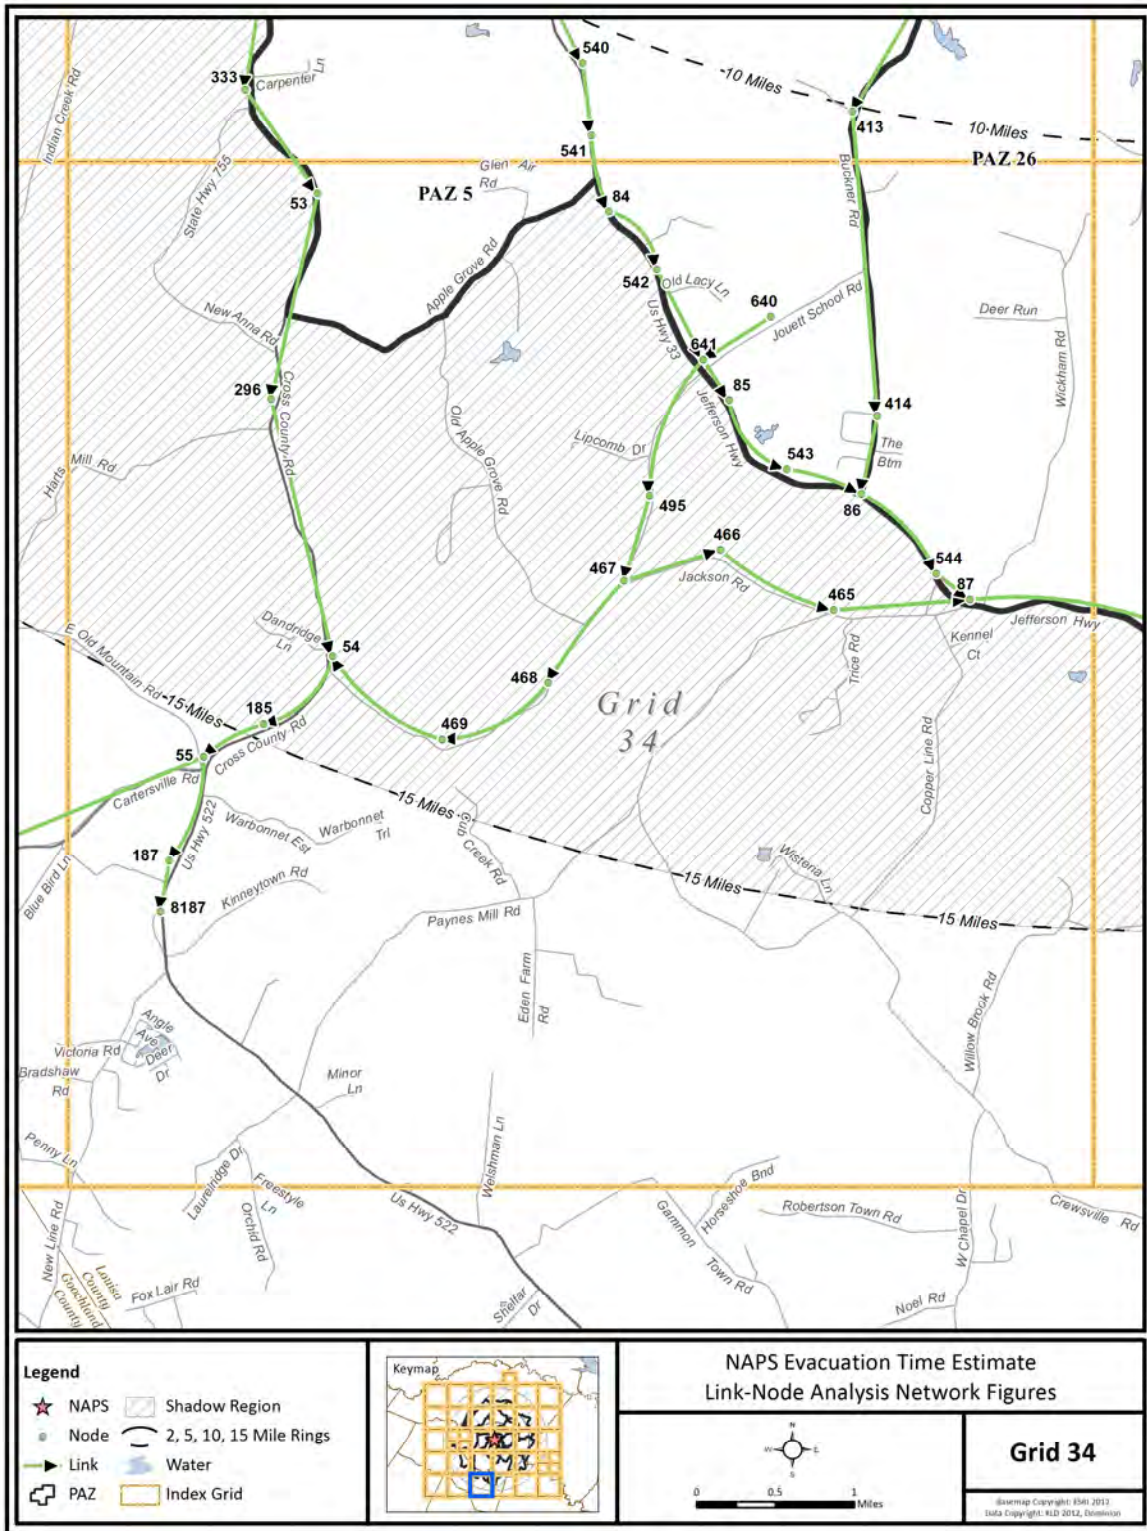 540
333
Carpenter Ln
10 Miles
10 Miles
413
Indian Creek Rd
541
PAZ 26
Glen Air
Rd
PAZ 5
Buckner Rd
State Hwy 755
53
84
542
Old Lacy Ln
640
Apple Grove Rd
Us Hwy 33
Jouett School Rd
Deer Run
New Anna Rd
641
Wickham Rd
296
Cross County Rd
85
Jefferson Hwy
414
Old Apple Grove Rd
Lipcomb Dr
The
Btm
543
Harts Mill Rd
495
86
466
544
467
Jackson Rd
87
465
Jefferson Hwy
Dandridge
Ln
54
Kennel
Ct
E Old Mountain Rd
Trice Rd
468
15 Miles
185
Grid
34
469
Cross County Rd
55
Copper Line Rd
Cartersville Rd
15 Miles
Us Hwy 522
Warbonnet Est
Warbonnet
Trl
Cub Creek Rd
187
Blue Bird Ln
Wisteria Ln
Kinneytown Rd
15 Miles
8187
Paynes Mill Rd
15 Miles
Eden Farm
Rd
Willow Brook Rd
Angle
Ave
Victoria Rd
Deer
Dr
Bradshaw
Rd
Minor
Ln
Penny Ln
Welshman Ln
Laurelridge Dr
Freestyle
Ln
Orchid Rd
Us Hwy 522
Horseshoe Bnd
Gammon
Town Rd
Robertson Town Rd
W Chapel Dr
Crewsville Rd
New Line Rd
Louisa
County
Goochland
County
Fox Lair Rd
Shelfar
Dr
Noel Rd
Legend
NAPS
Shadow Region
Node
2, 5, 10, 15 Mile Rings
Link
Water
PAZ
Index Grid
Keymap
NAPS Evacuation Time Estimate
Link-Node Analysis Network Figures
N
W
E
S
0
0.5
1
Miles
Grid 34
Basemap Copyright: ESRI 2012
Data Copyright: KLD 2012, Dominion